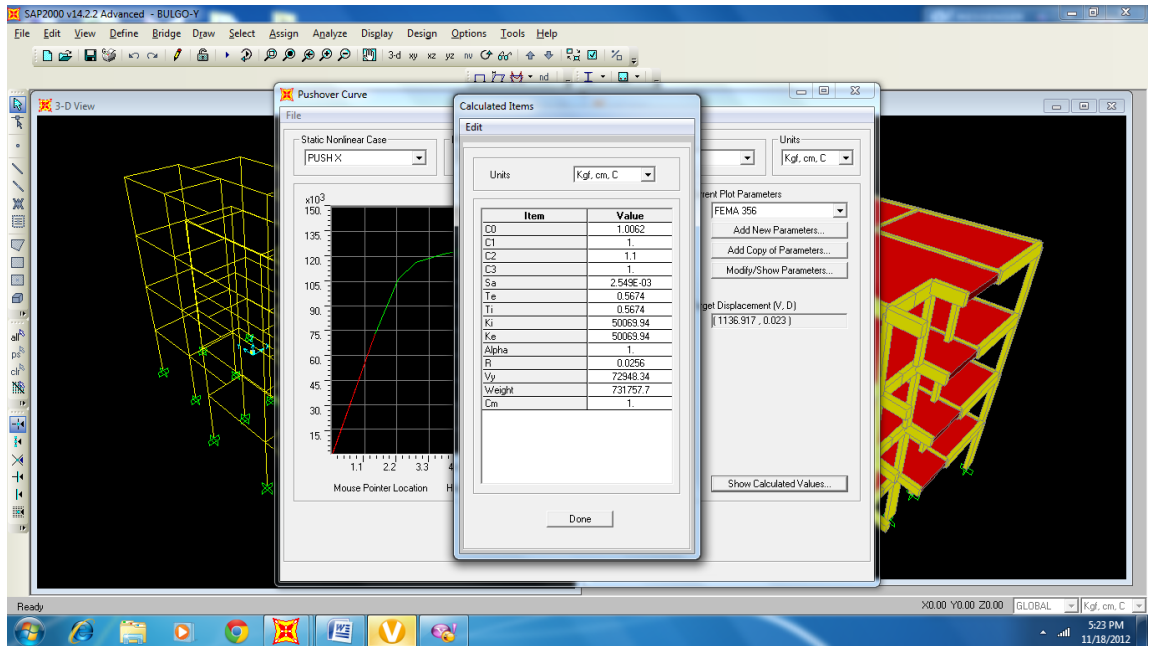 SAP2000 v14.2.2 Advanced - BULGO-Y
File Edit View Define Bridge Draw Select Assign Analyze Display Design Options Tools Help
3-d xy xz yz nv
nd
3-D View
Pushover Curve
File
Static Nonlinear Case
PUSHX
Units
Kgf, cm, C
x10³
150.
135.
120.
105.
90.
75.
60.
45.
30.
15.
1.1 2.2 3.3 4
Mouse Pointer Location H
rent Plot Parameters
FEMA 356
Add New Parameters...
Add Copy of Parameters...
Modify/Show Parameters...
get Displacement (V, D)
( 1136.917 , 0.023 )
Show Calculated Values...
Calculated Items
Edit
Units Kgf, cm, C
Item Value
C0 1.0062
C1 1.
C2 1.1
C3 1.
Sa 2.549E-03
Te 0.5674
Ti 0.5674
Ki 50069.94
Ke 50069.94
Alpha 1.
R 0.0256
Vy 72948.34
Weight 731757.7
Cm 1.
Done
all
ps
clr
Ready
X0.00 Y0.00 Z0.00 GLOBAL Kgf, cm, C
5:23 PM
11/18/2012